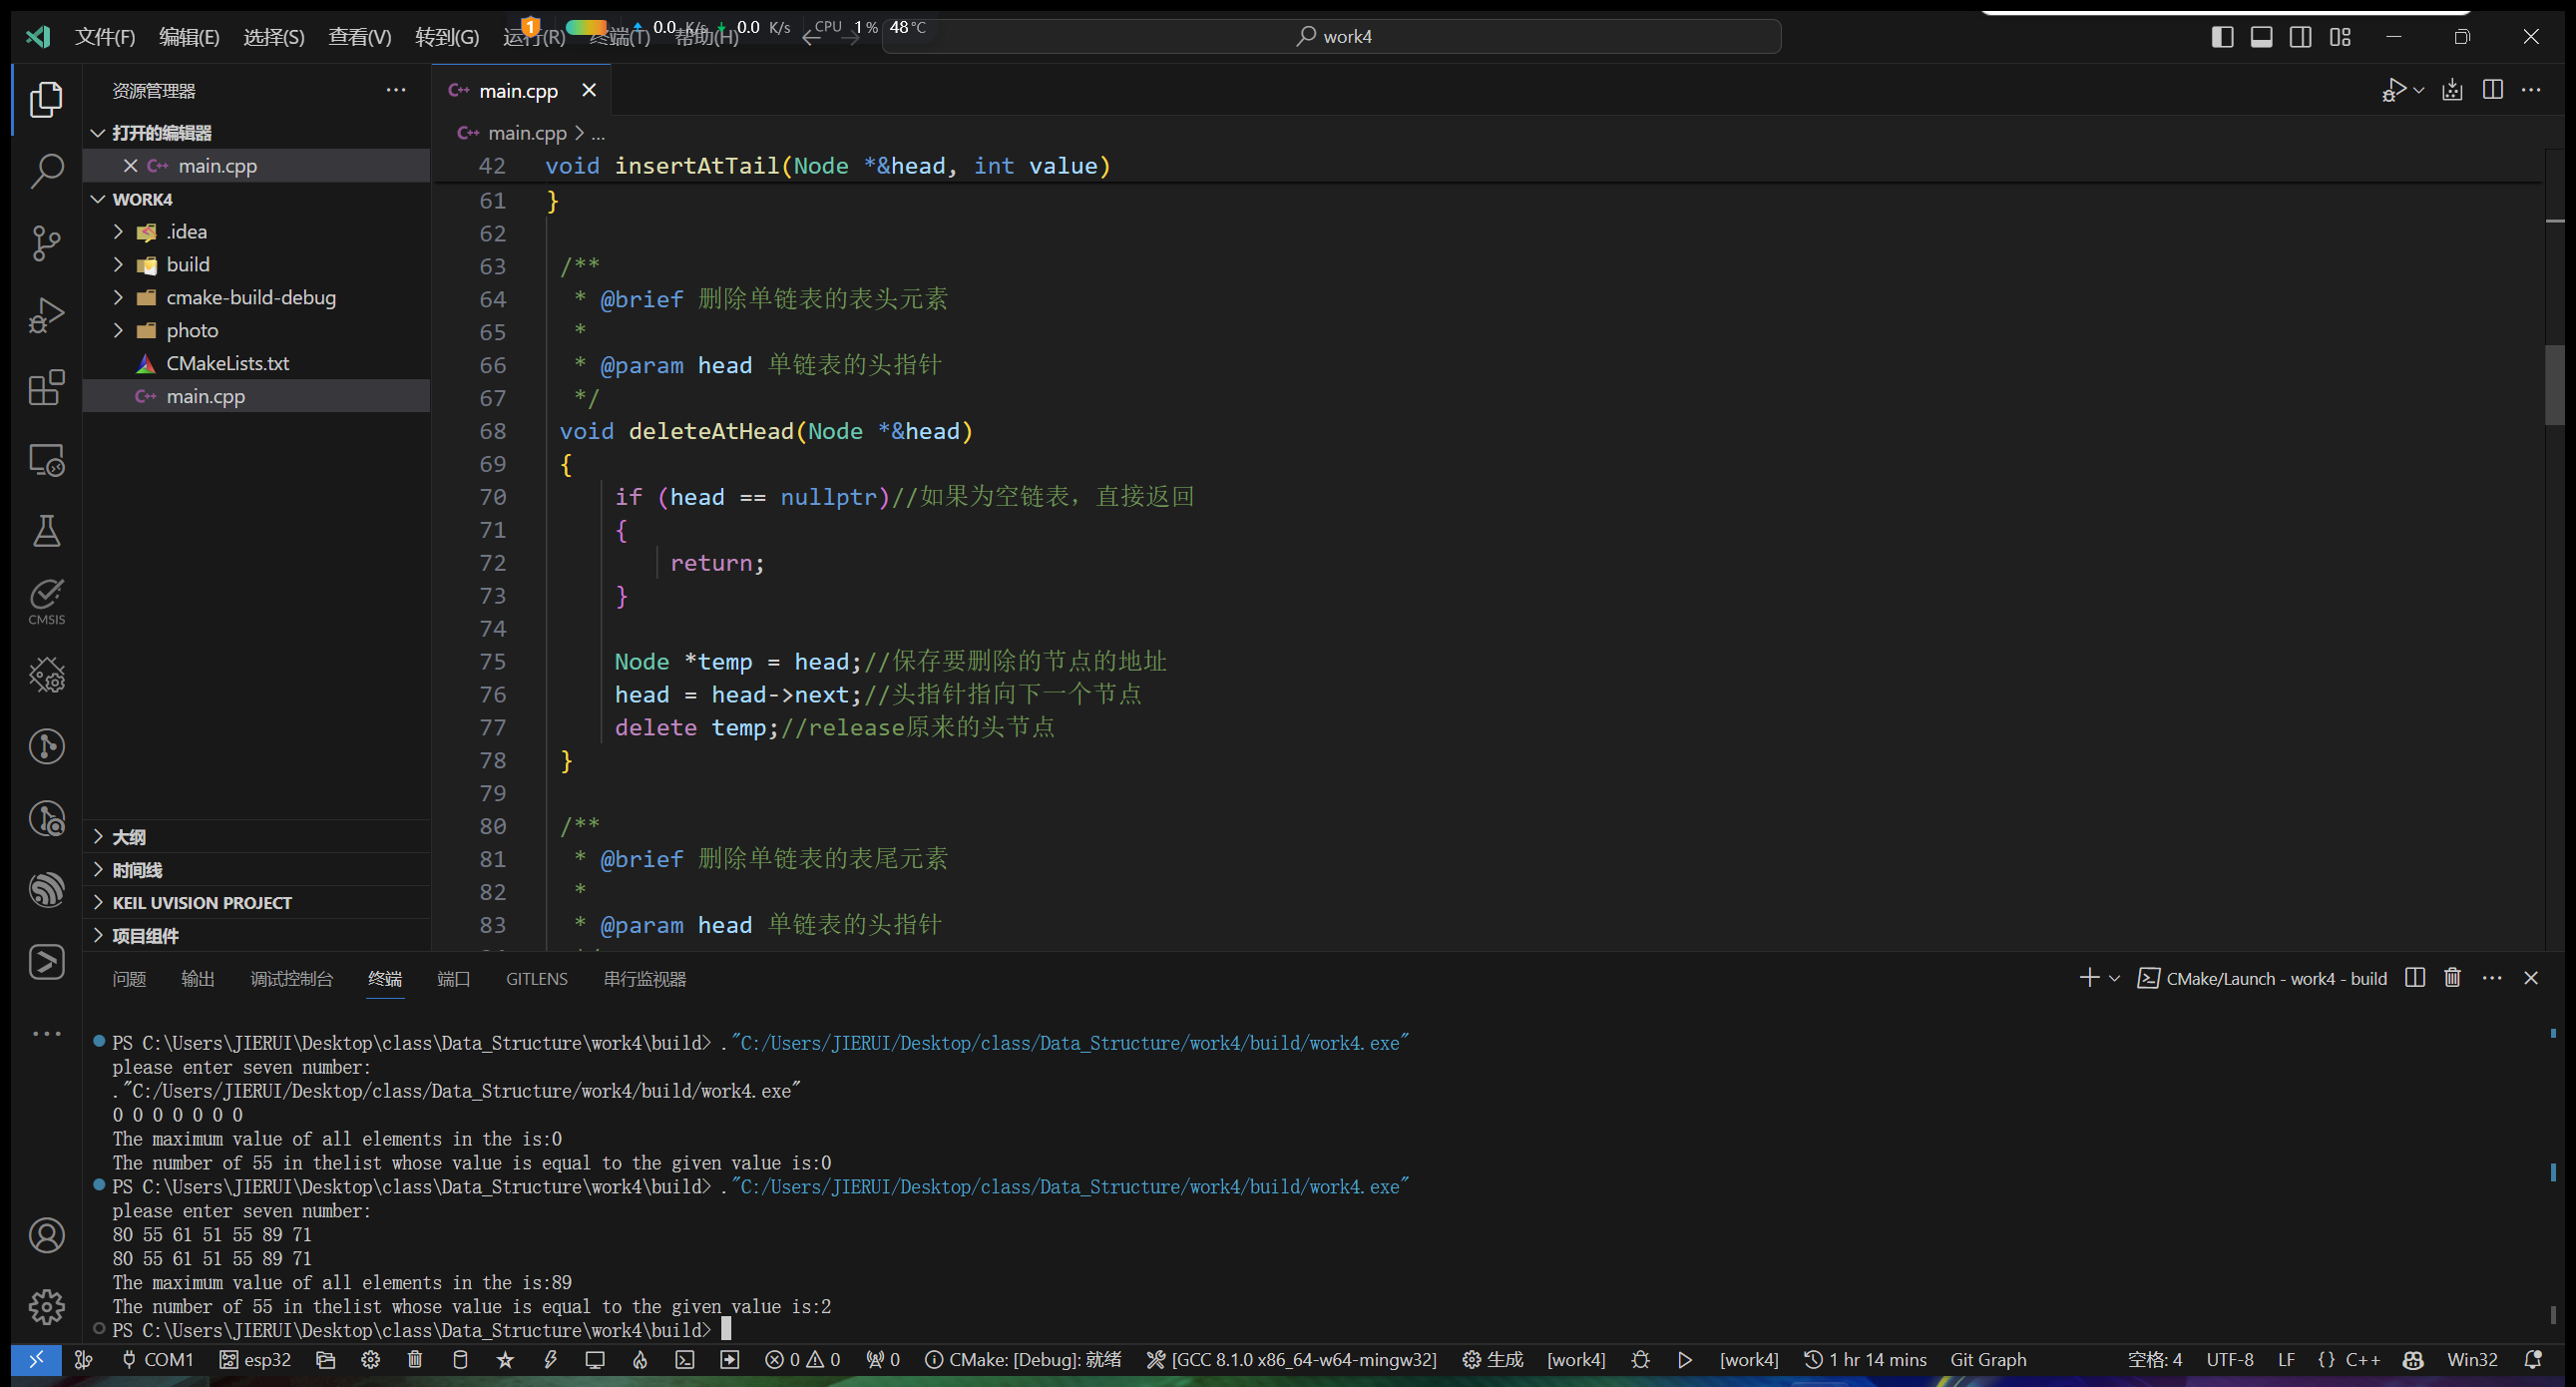 文件(F) 编辑(E) 选择(S) 查看(V) 转到(G) 运行(R) 终端(T) 帮助(H)
1 0.0 K/s 0.0 K/s CPU 1% 48°C
work4
资源管理器
打开的编辑器
main.cpp
WORK4
.idea
build
cmake-build-debug
photo
CMakeLists.txt
main.cpp
大纲
时间线
KEIL UVISION PROJECT
项目组件
CMSIS
main.cpp
main.cpp > ...
42 void insertAtTail(Node *&head, int value)
61 }
62
63 /**
64 * @brief 删除单链表的表头元素
65 *
66 * @param head 单链表的头指针
67 */
68 void deleteAtHead(Node *&head)
69 {
70 if (head == nullptr)//如果为空链表，直接返回
71 {
72 return;
73 }
74
75 Node *temp = head;//保存要删除的节点的地址
76 head = head->next;//头指针指向下一个节点
77 delete temp;//release原来的头节点
78 }
79
80 /**
81 * @brief 删除单链表的表尾元素
82 *
83 * @param head 单链表的头指针
问题 输出 调试控制台 终端 端口 GITLENS 串行监视器
CMake/Launch - work4 - build
PS C:\Users\JIERUI\Desktop\class\Data_Structure\work4\build> ."C:/Users/JIERUI/Desktop/class/Data_Structure/work4/build/work4.exe"
please enter seven number:
."C:/Users/JIERUI/Desktop/class/Data_Structure/work4/build/work4.exe"
0 0 0 0 0 0 0
The maximum value of all elements in the is:0
The number of 55 in thelist whose value is equal to the given value is:0
PS C:\Users\JIERUI\Desktop\class\Data_Structure\work4\build> ."C:/Users/JIERUI/Desktop/class/Data_Structure/work4/build/work4.exe"
please enter seven number:
80 55 61 51 55 89 71
80 55 61 51 55 89 71
The maximum value of all elements in the is:89
The number of 55 in thelist whose value is equal to the given value is:2
PS C:\Users\JIERUI\Desktop\class\Data_Structure\work4\build>
COM1 esp32 0 0 0 CMake: [Debug]: 就绪 [GCC 8.1.0 x86_64-w64-mingw32] 生成 [work4] [work4] 1 hr 14 mins Git Graph 空格: 4 UTF-8 LF {} C++ Win32